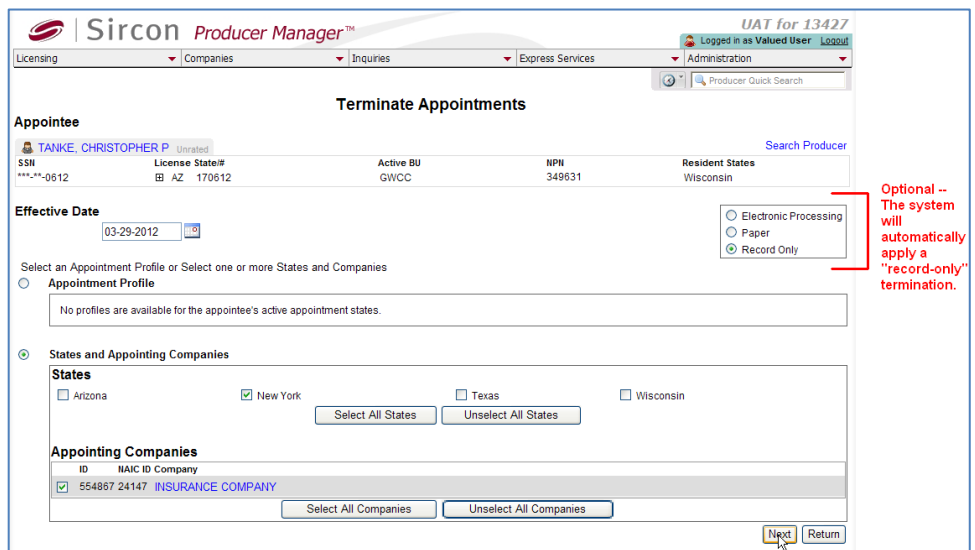 Sircon Producer Manager™
UAT for 13427
Logged in as Valued User Logout
Licensing Companies Inquiries Express Services Administration
Producer Quick Search
Terminate Appointments
Appointee
TANKE, CHRISTOPHER P Unrated
Search Producer
SSN License State/# Active BU NPN Resident States
***-**-0612 AZ 170612 GWCC 349631 Wisconsin
Effective Date
03-29-2012
Electronic Processing
Paper
Record Only
Optional --
The system
will
automatically
apply a
"record-only"
termination.
Select an Appointment Profile or Select one or more States and Companies
Appointment Profile
No profiles are available for the appointee's active appointment states.
States and Appointing Companies
States
Arizona New York Texas Wisconsin
Select All States Unselect All States
Appointing Companies
ID NAIC ID Company
554867 24147 INSURANCE COMPANY
Select All Companies Unselect All Companies
Next Return